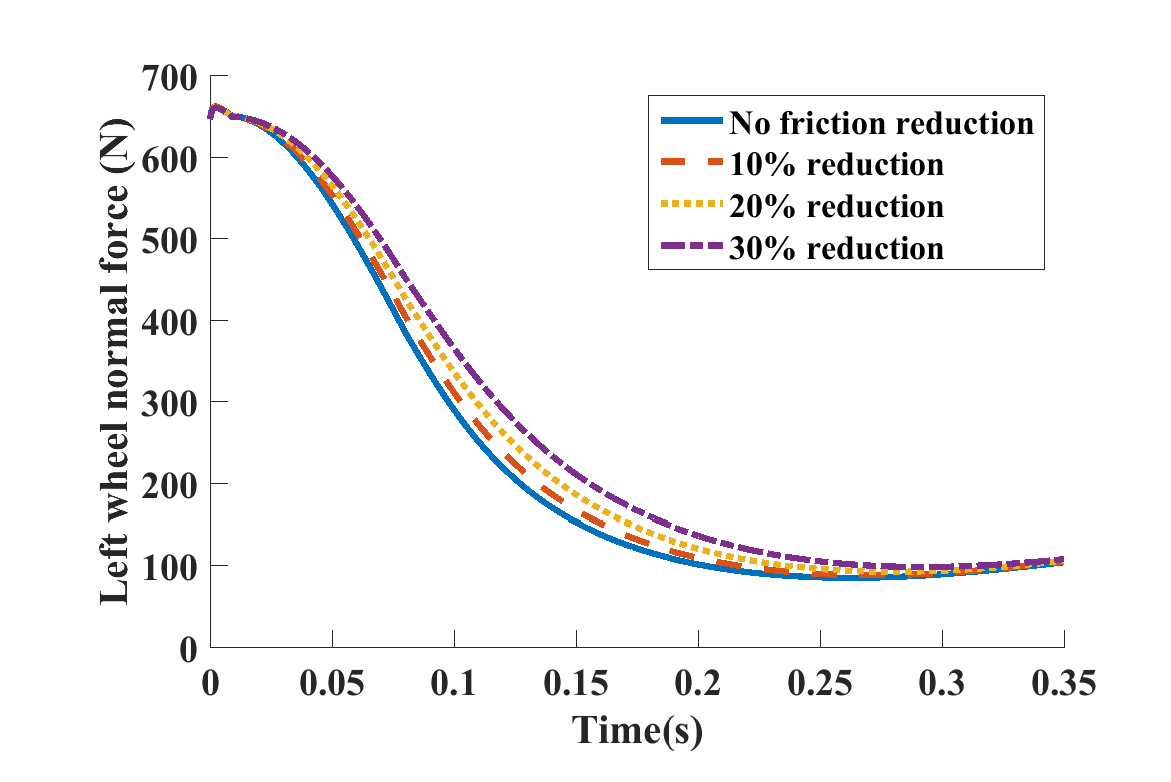 700
600
500
400
300
200
100
0
Left wheel normal force (N)
No friction reduction
10% reduction
20% reduction
30% reduction
0 0.05 0.1 0.15 0.2 0.25 0.3 0.35
Time(s)